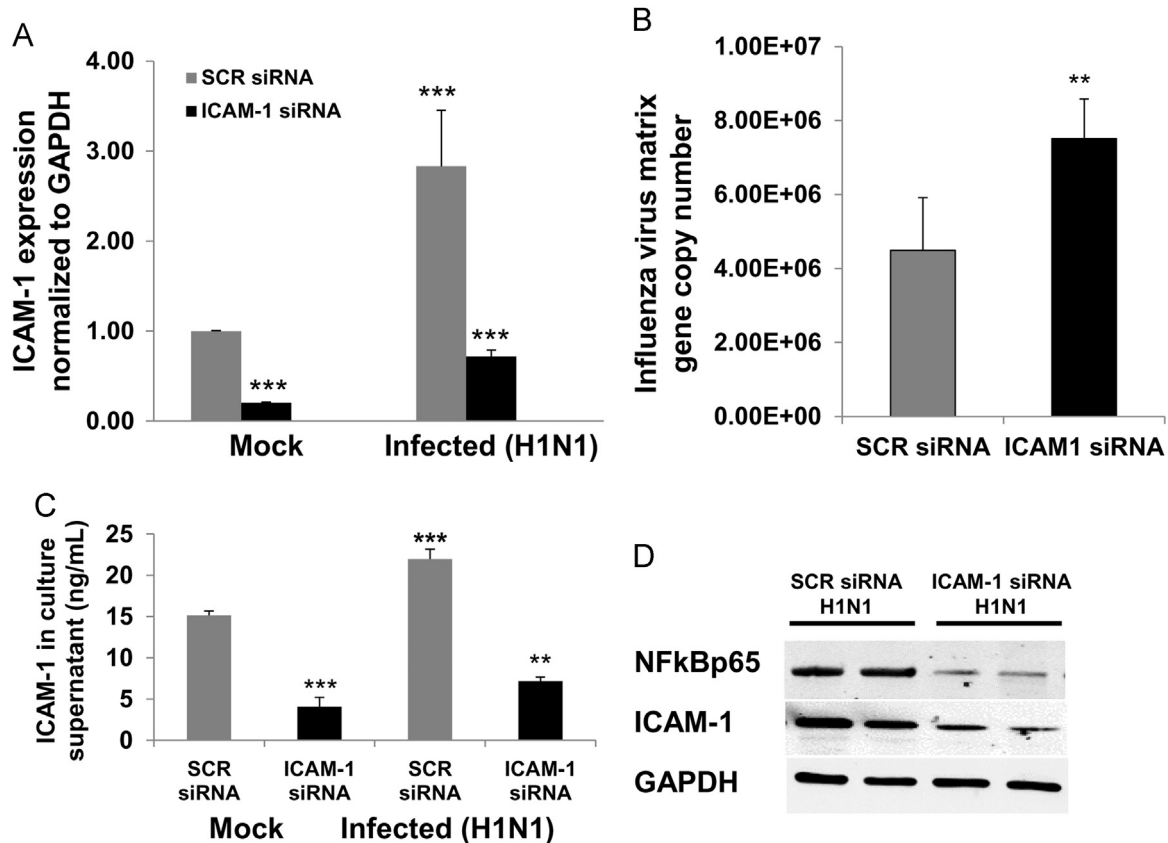 A
ICAM-1 expression
normalized to GAPDH
4.00
3.00
2.00
1.00
0.00
SCR siRNA
ICAM-1 siRNA
***
***
***
Mock
Infected (H1N1)
B
Influenza virus matrix
gene copy number
1.00E+07
8.00E+06
6.00E+06
4.00E+06
2.00E+06
0.00E+00
**
SCR siRNA
ICAM1 siRNA
C
ICAM-1 in culture
supernatant (ng/mL)
25
20
15
10
5
0
***
***
**
SCR
siRNA
ICAM-1
siRNA
SCR
siRNA
ICAM-1
siRNA
Mock
Infected (H1N1)
D
SCR siRNA
H1N1
ICAM-1 siRNA
H1N1
NFkBp65
ICAM-1
GAPDH